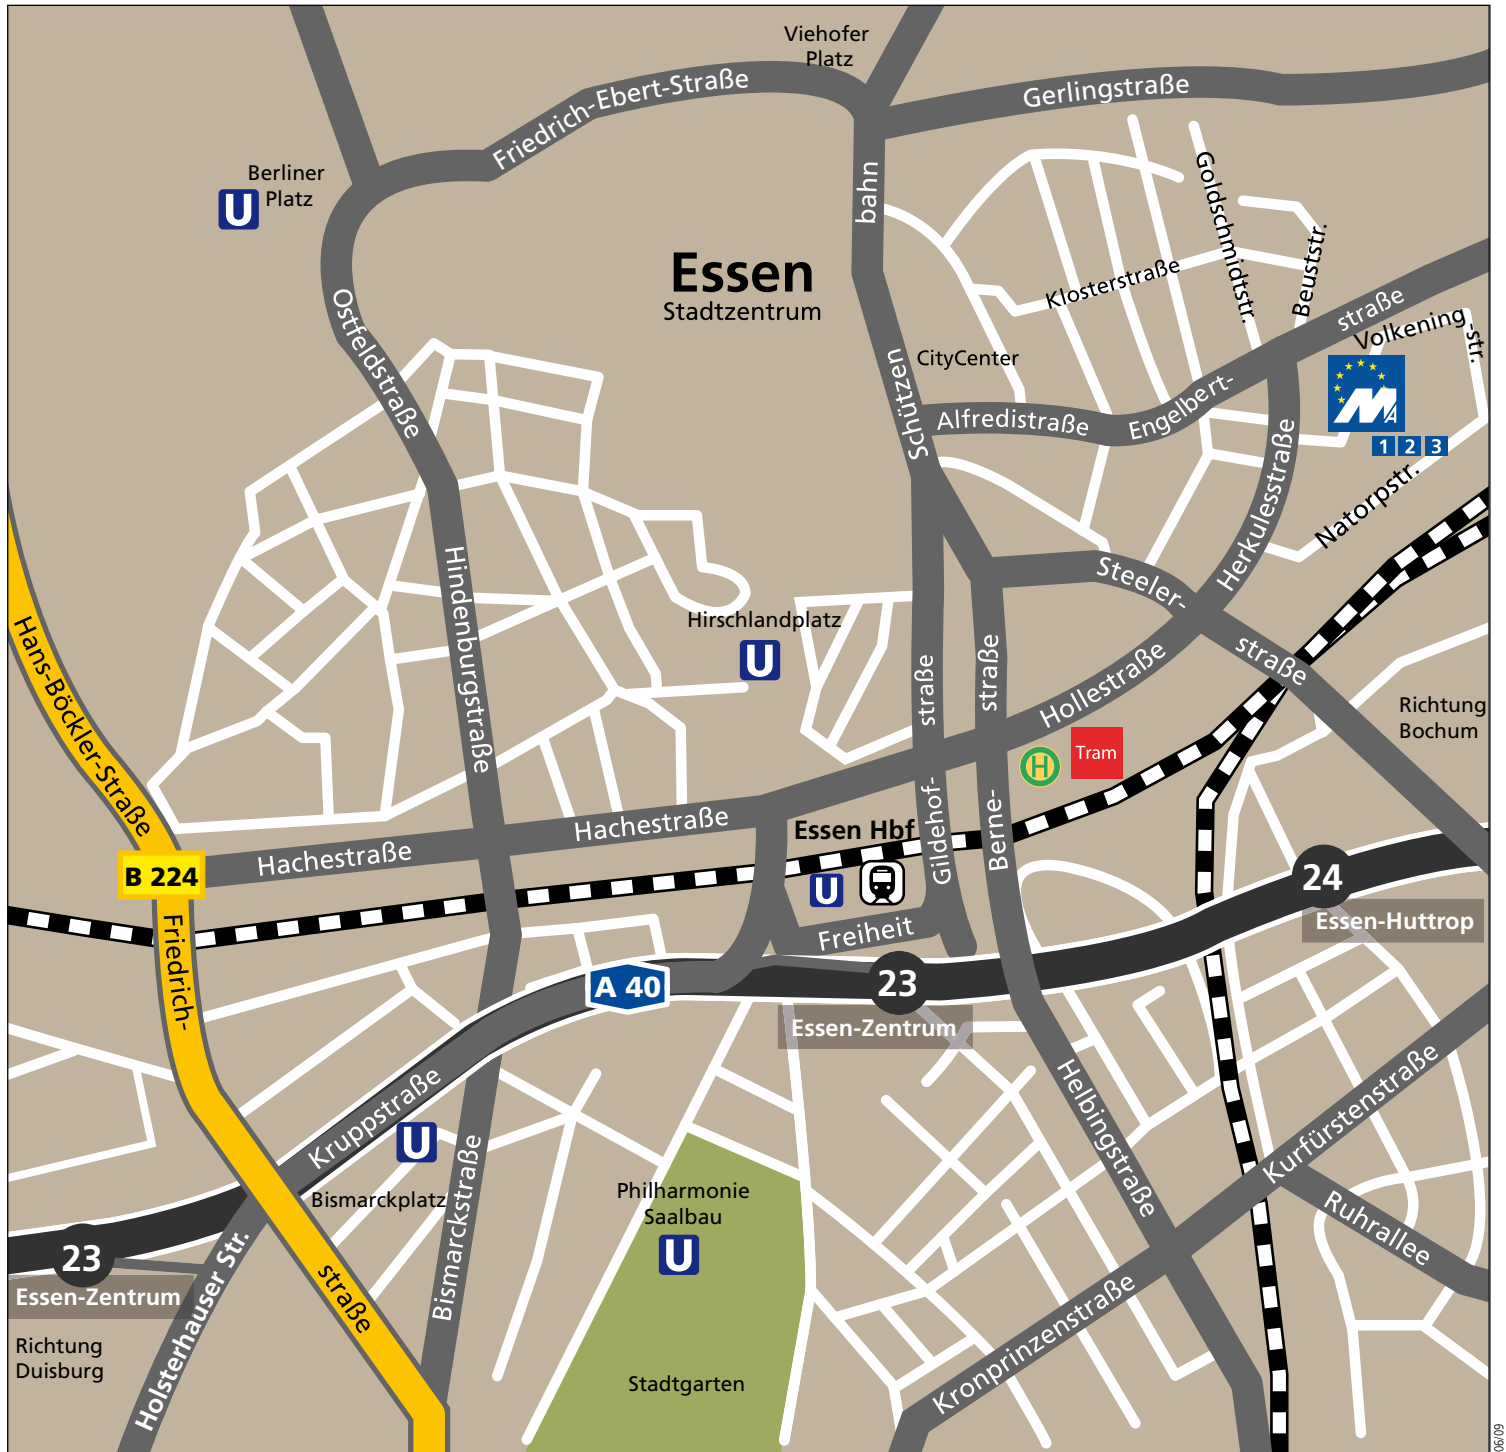 Viehofer
Platz
Friedrich-Ebert-Straße
Gerlingstraße
Berliner
Platz
U
bahn
Goldschmidtstr.
Beuststr.
Essen
Stadtzentrum
Klosterstraße
straße
Volkening-str.
Ostfeldstraße
Schützen
CityCenter
MA
1 2 3
Alfredistraße
Engelbert-
Herkulesstraße
Natorpstr.
Hindenburgstraße
Steeler-
straße
Hirschlandplatz
U
straße
straße
Hollestraße
Hans-Böckler-Straße
Richtung
Bochum
H
Tram
Hachestraße
Hachestraße
Essen Hbf
Gildehof-
Berne-
B 224
U
24
Essen-Huttrop
Freiheit
Friedrich-
A 40
23
Essen-Zentrum
Kruppstraße
U
Bismarckplatz
Bismarckstraße
Helbingstraße
Kurfürstenstraße
Philharmonie
Saalbau
U
Ruhrallee
23
Essen-Zentrum
Holsterhauser Str.
straße
Kronprinzenstraße
Richtung
Duisburg
Stadtgarten
06/09